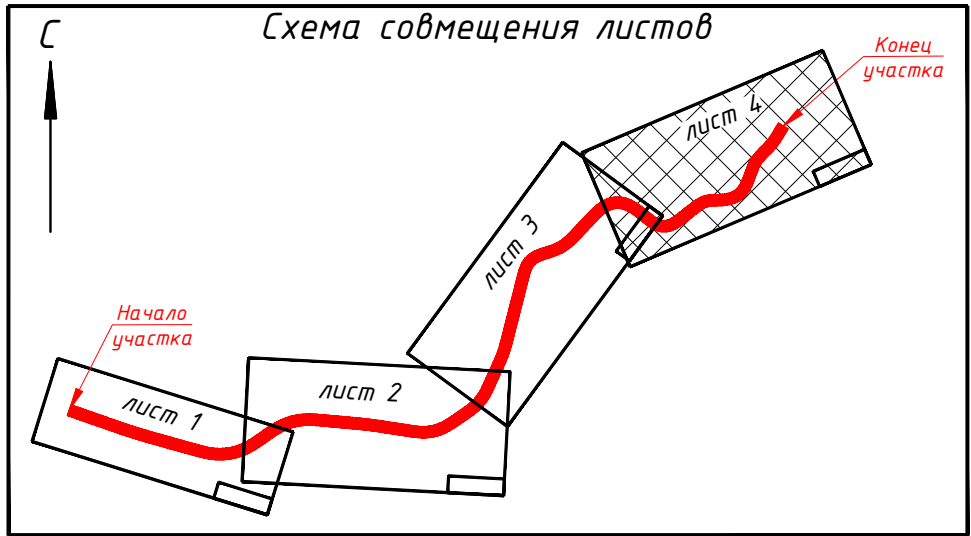 Схема совмещения листов
С
Конец
участка
лист 4
лист 3
Начало
участка
лист 2
лист 1